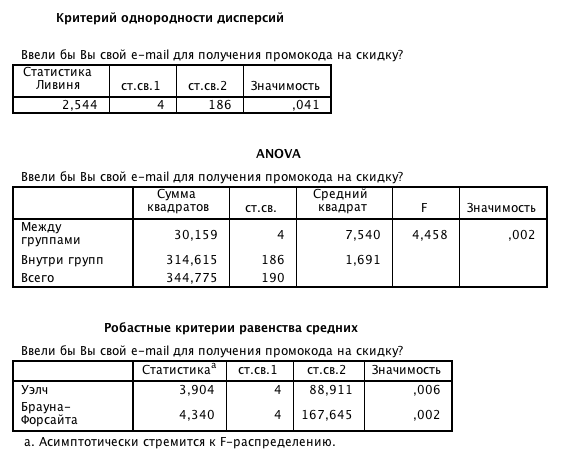 Критерий однородности дисперсий
Ввели бы Вы свой e-mail для получения промокода на скидку?
Статистика Ливиня ст.св.1 ст.св.2 Значимость
2,544 4 186 ,041
ANOVA
Ввели бы Вы свой e-mail для получения промокода на скидку?
Сумма квадратов ст.св. Средний квадрат F Значимость
Между группами 30,159 4 7,540 4,458 ,002
Внутри групп 314,615 186 1,691
Всего 344,775 190
Робастные критерии равенства средних
Ввели бы Вы свой e-mail для получения промокода на скидку?
Статистикаa ст.св.1 ст.св.2 Значимость
Уэлч 3,904 4 88,911 ,006
Брауна-Форсайта 4,340 4 167,645 ,002
a. Асимптотически стремится к F-распределению.